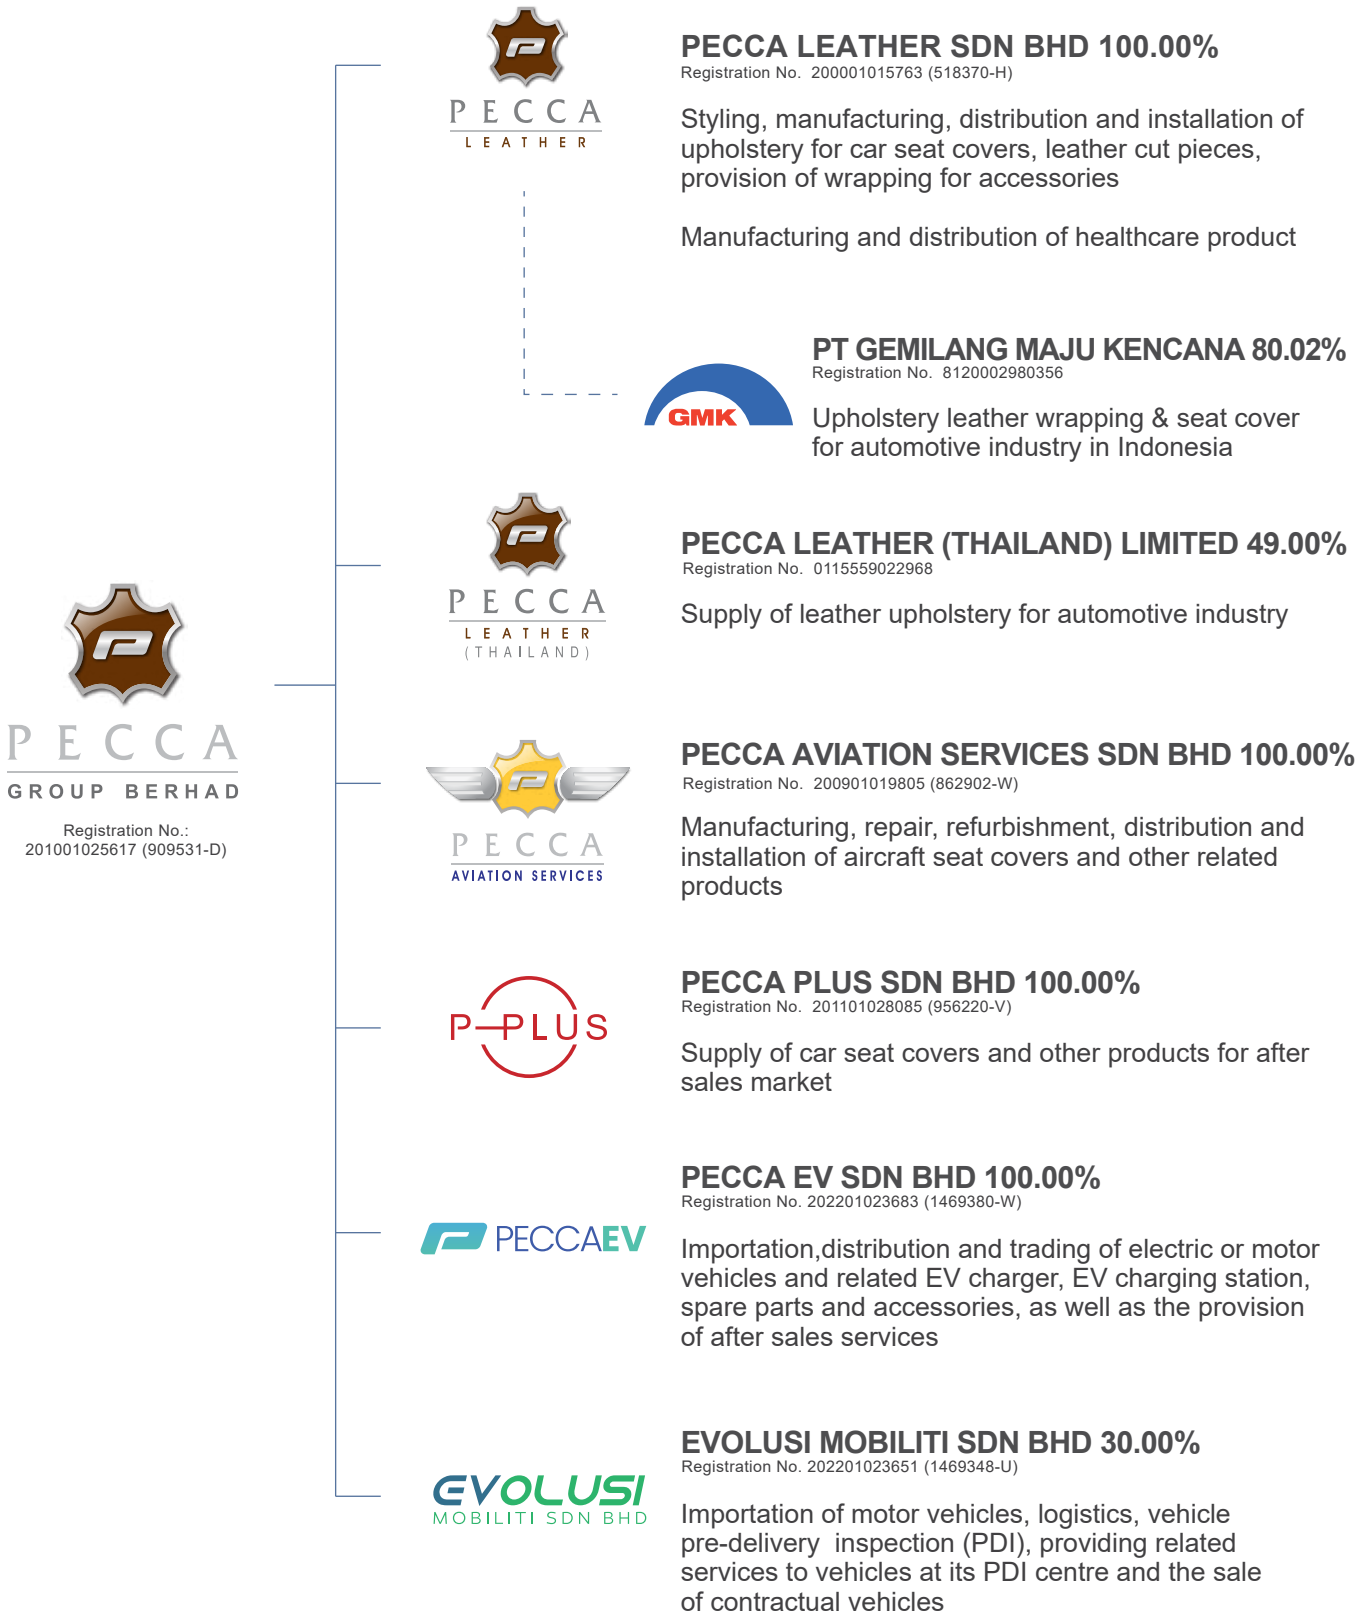 PECCA
GROUP BERHAD
Registration No.:
201001025617 (909531-D)
PECCA
LEATHER
PECCA LEATHER SDN BHD 100.00%
Registration No. 200001015763 (518370-H)
Styling, manufacturing, distribution and installation of
upholstery for car seat covers, leather cut pieces,
provision of wrapping for accessories
Manufacturing and distribution of healthcare product
GMK
PT GEMILANG MAJU KENCANA 80.02%
Registration No. 8120002980356
Upholstery leather wrapping & seat cover
for automotive industry in Indonesia
PECCA
LEATHER
(THAILAND)
PECCA LEATHER (THAILAND) LIMITED 49.00%
Registration No. 0115559022968
Supply of leather upholstery for automotive industry
PECCA
AVIATION SERVICES
PECCA AVIATION SERVICES SDN BHD 100.00%
Registration No. 200901019805 (862902-W)
Manufacturing, repair, refurbishment, distribution and
installation of aircraft seat covers and other related
products
P-PLUS
PECCA PLUS SDN BHD 100.00%
Registration No. 201101028085 (956220-V)
Supply of car seat covers and other products for after
sales market
PECCAEV
PECCA EV SDN BHD 100.00%
Registration No. 202201023683 (1469380-W)
Importation,distribution and trading of electric or motor
vehicles and related EV charger, EV charging station,
spare parts and accessories, as well as the provision
of after sales services
EVOLUSI
MOBILITI SDN BHD
EVOLUSI MOBILITI SDN BHD 30.00%
Registration No. 202201023651 (1469348-U)
Importation of motor vehicles, logistics, vehicle
pre-delivery inspection (PDI), providing related
services to vehicles at its PDI centre and the sale
of contractual vehicles